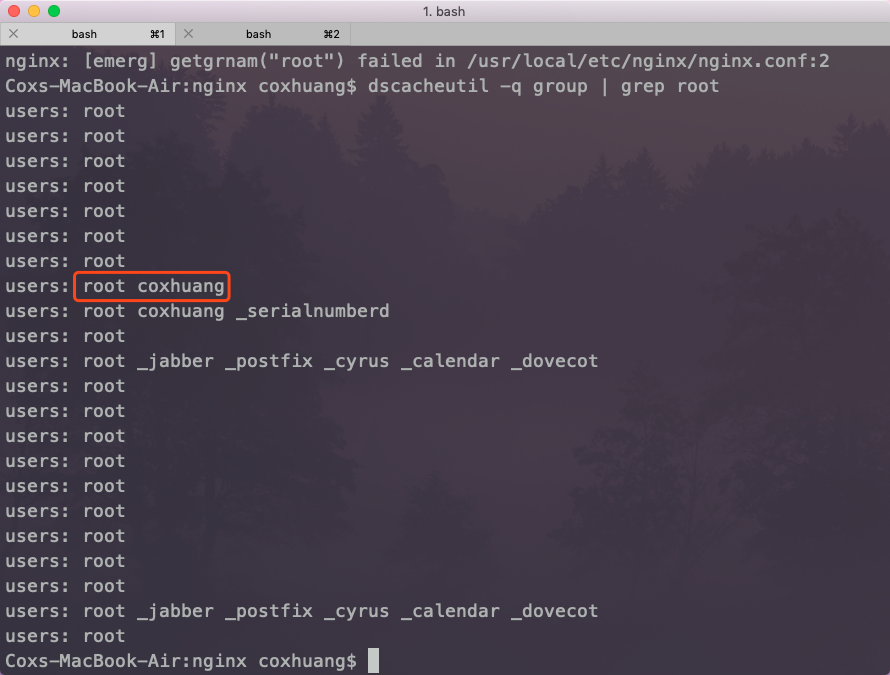 1. bash
bash ⌘1 bash ⌘2
nginx: [emerg] getgrnam("root") failed in /usr/local/etc/nginx/nginx.conf:2
Coxs-MacBook-Air:nginx coxhuang$ dscacheutil -q group | grep root
users: root
users: root
users: root
users: root
users: root
users: root
users: root
users: root coxhuang
users: root coxhuang _serialnumberd
users: root
users: root _jabber _postfix _cyrus _calendar _dovecot
users: root
users: root
users: root
users: root
users: root
users: root
users: root
users: root
users: root
users: root _jabber _postfix _cyrus _calendar _dovecot
users: root
Coxs-MacBook-Air:nginx coxhuang$